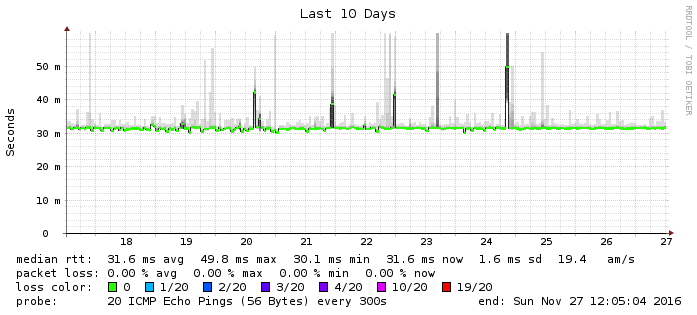 Last 10 Days
RRDTOOL / TOBI OETIKER
Seconds
50 m
40 m
30 m
20 m
10 m
0
18 19 20 21 22 23 24 25 26 27
median rtt: 31.6 ms avg 49.8 ms max 30.1 ms min 31.6 ms now 1.6 ms sd 19.4 am/s
packet loss: 0.00 % avg 0.00 % max 0.00 % min 0.00 % now
loss color: 0 1/20 2/20 3/20 4/20 10/20 19/20
probe: 20 ICMP Echo Pings (56 Bytes) every 300s end: Sun Nov 27 12:05:04 2016